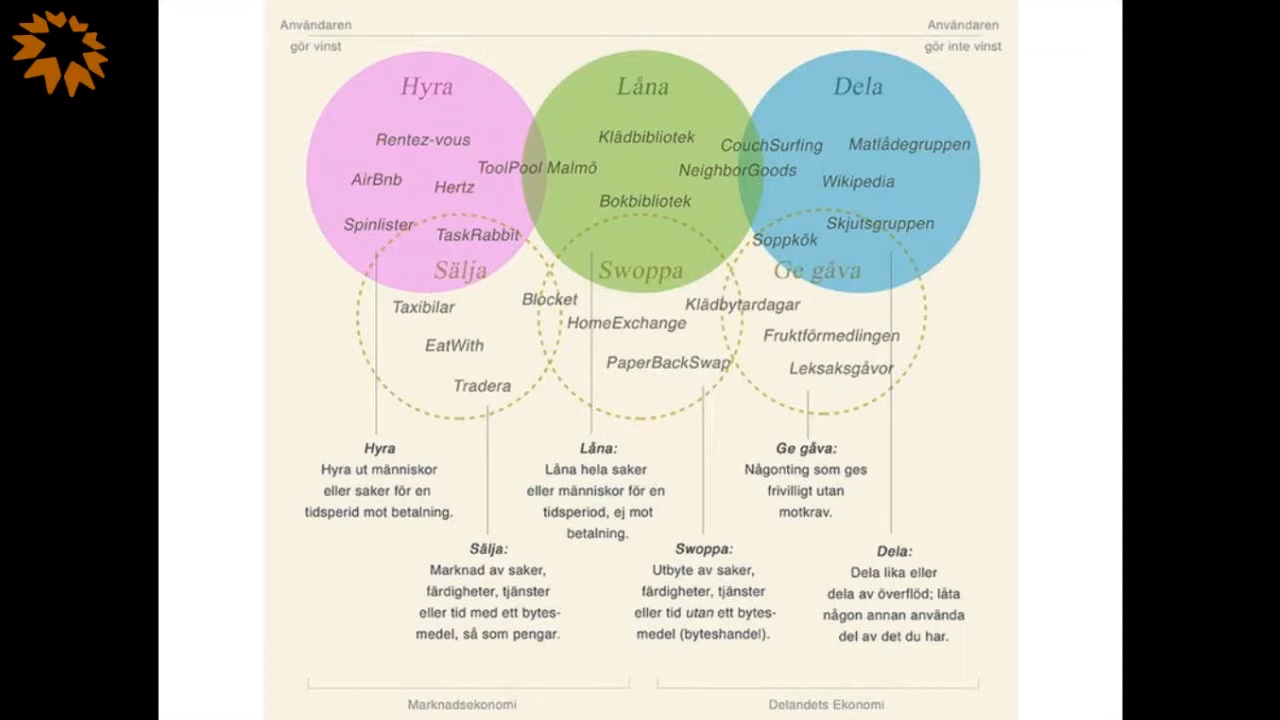 Användaren
gör vinst
Användaren
gör inte vinst
Hyra
Låna
Dela
Rentez-vous
Klädbibliotek
CouchSurfing
Matlådegruppen
ToolPool Malmö
NeighborGoods
AirBnb
Hertz
Wikipedia
Bokbibliotek
Spinlister
TaskRabbit
Skjutsgruppen
Soppkök
Sälja
Swoppa
Ge gåva
Taxibilar
Blocket
Klädbytardagar
HomeExchange
EatWith
Fruktförmedlingen
PaperBackSwap
Leksaksgåvor
Tradera
Hyra
Hyra ut människor
eller saker för en
tidsperid mot betalning.
Låna:
Låna hela saker
eller människor för en
tidsperiod, ej mot
betalning.
Ge gåva:
Någonting som ges
frivilligt utan
motkrav.
Sälja:
Marknad av saker,
färdigheter, tjänster
eller tid med ett bytes-
medel, så som pengar.
Swoppa:
Utbyte av saker,
färdigheter, tjänster
eller tid utan ett bytes-
medel (byteshandel).
Dela:
Dela lika eller
dela av överflöd; låta
någon annan använda
del av det du har.
Marknadsekonomi
Delandets Ekonomi